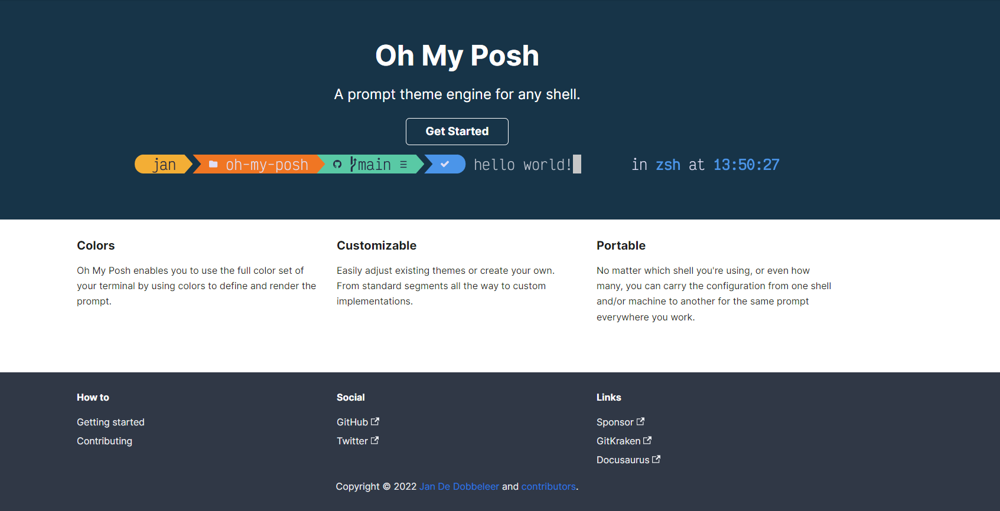 Oh My Posh
A prompt theme engine for any shell.
Get Started
jan oh-my-posh main ≡ hello world! in zsh at 13:50:27
Colors
Oh My Posh enables you to use the full color set of
your terminal by using colors to define and render the
prompt.
Customizable
Easily adjust existing themes or create your own.
From standard segments all the way to custom
implementations.
Portable
No matter which shell you're using, or even how
many, you can carry the configuration from one shell
and/or machine to another for the same prompt
everywhere you work.
How to
Getting started
Contributing
Social
GitHub
Twitter
Links
Sponsor
GitKraken
Docusaurus
Copyright © 2022 Jan De Dobbeleer and contributors.